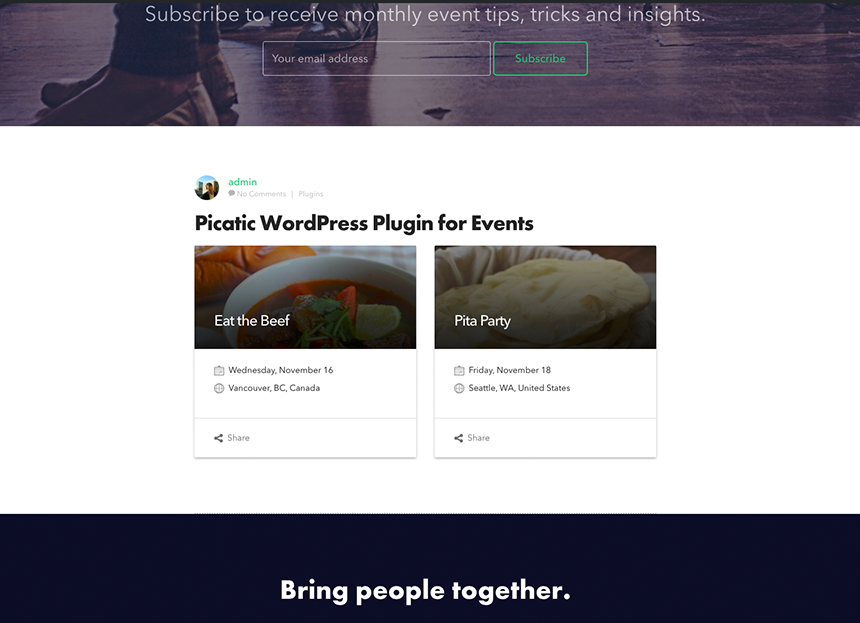 Subscribe to receive monthly event tips, tricks and insights.
Your email address
Subscribe
admin
No Comments | Plugins
Picatic WordPress Plugin for Events
Eat the Beef
Pita Party
Wednesday, November 16
Vancouver, BC, Canada
Friday, November 18
Seattle, WA, United States
Share
Share
Bring people together.